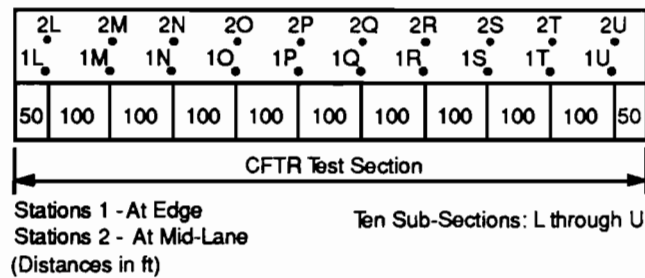 2L 2M 2N 2O 2P 2Q 2R 2S 2T 2U
1L 1M 1N 1O 1P 1Q 1R 1S 1T 1U
50 100 100 100 100 100 100 100 100 100 50
CFTR Test Section
Stations 1 - At Edge
Ten Sub-Sections: L through U
Stations 2 - At Mid-Lane
(Distances in ft)